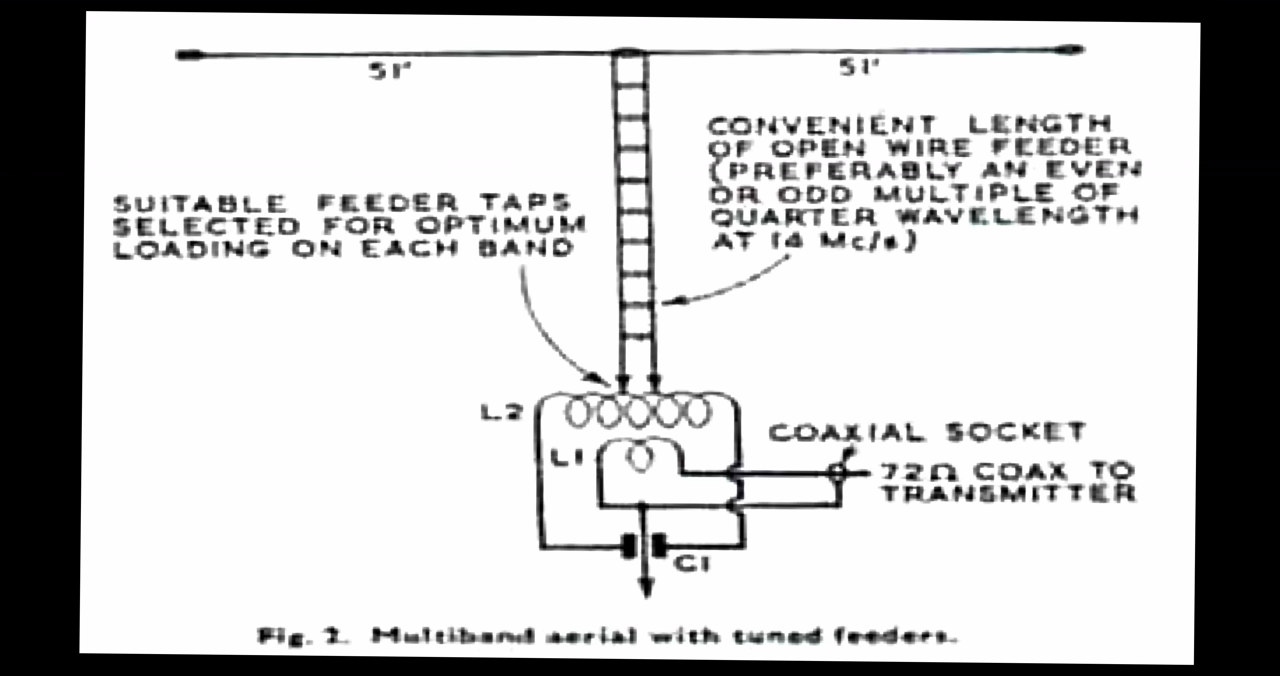 51' 51'
CONVENIENT LENGTH
OF OPEN WIRE FEEDER
(PREFERABLY AN EVEN
OR ODD MULTIPLE OF
QUARTER WAVELENGTH
AT 14 Mc/s)
SUITABLE FEEDER TAPS
SELECTED FOR OPTIMUM
LOADING ON EACH BAND
L2
L1
COAXIAL SOCKET
72Ω COAX TO
TRANSMITTER
C1
Fig. 2. Multiband aerial with tuned feeders.